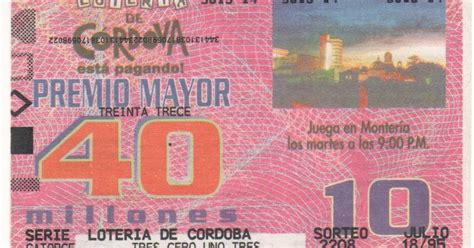 LOTERIA
DE
CORDOVA
está pagando!
PREMIO MAYOR
TREINTA TRECE
40
millones
Juega en Montería
los martes a las 9:00 P.M.
10
SERIE LOTERIA DE CORDOBA SORTEO JULIO
CATORCE TRES CERO UNO TRES 2208 18/95